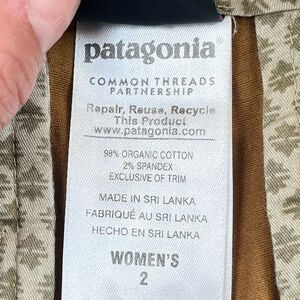 patagonia®
COMMON THREADS
PARTNERSHIP
Repair, Reuse, Recycle
This Product
www.patagonia.com
98% ORGANIC COTTON
2% SPANDEX
EXCLUSIVE OF TRIM
MADE IN SRI LANKA
FABRIQUÉ AU SRI LANKA
HECHO EN SRI LANKA
WOMEN'S
2